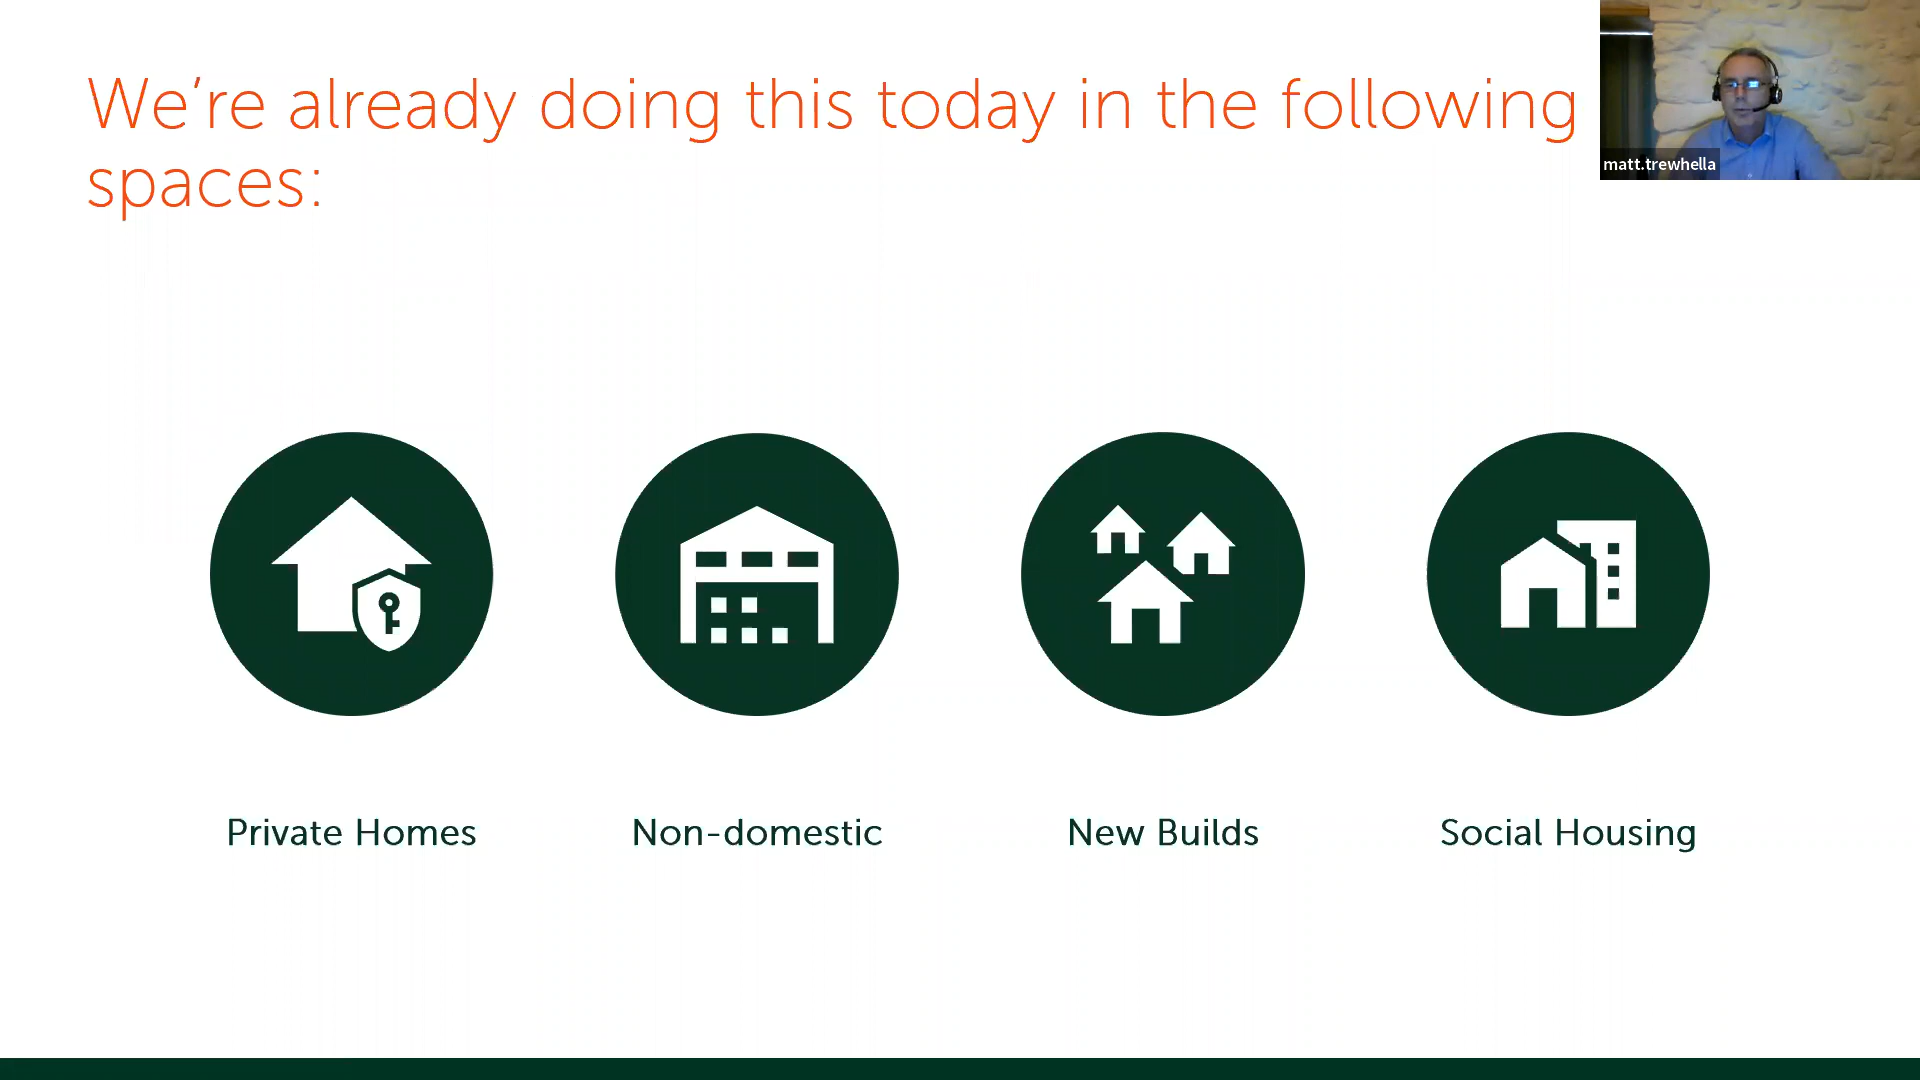 We’re already doing this today in the following
spaces:
matt.trewhella
Private Homes
Non-domestic
New Builds
Social Housing